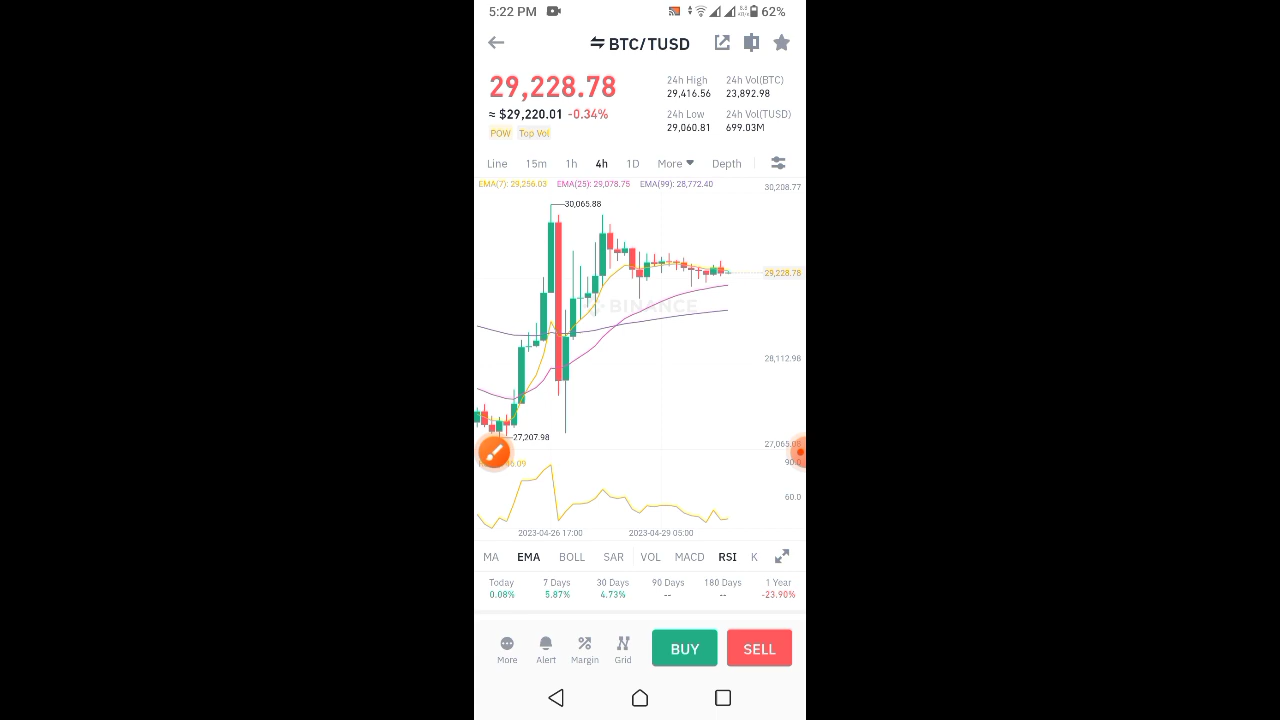 5:22 PM 62%
BTC/TUSD
29,228.78
≈ $29,220.01 -0.34%
POW Top Vol
24h High 24h Vol(BTC)
29,416.56 23,892.98
24h Low 24h Vol(TUSD)
29,060.81 699.03M
Line 15m 1h 4h 1D More Depth
EMA(7): 29,256.03 EMA(25): 29,078.75 EMA(99): 28,772.40
30,208.77
30,065.88
29,228.78
BINANCE
28,112.98
27,207.98
27,065
90.0
60.0
2023-04-26 17:00 2023-04-29 05:00
MA EMA BOLL SAR VOL MACD RSI K
Today 7 Days 30 Days 90 Days 180 Days 1 Year
0.08% 5.87% 4.73% -- -- -23.90%
More Alert Margin Grid BUY SELL